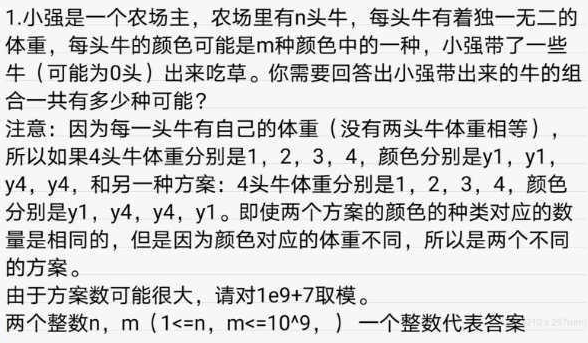 1.小强是一个农场主，农场里有n头牛，每头牛有着独一无二的
体重，每头牛的颜色可能是m种颜色中的一种，小强带了一些
牛（可能为0头）出来吃草。你需要回答出小强带出来的牛的组
合一共有多少种可能？
注意：因为每一头牛有自己的体重（没有两头牛体重相等），
所以如果4头牛体重分别是1，2，3，4，颜色分别是y1，y1，
y4，y4，和另一种方案：4头牛体重分别是1，2，3，4，颜色
分别是y1，y4，y4，y1。即使两个方案的颜色的种类对应的数
量是相同的，但是因为颜色对应的体重不同，所以是两个不同
的方案。
由于方案数可能很大，请对1e9+7取模。
两个整数n，m（1<=n，m<=10^9，）一个整数代表答案